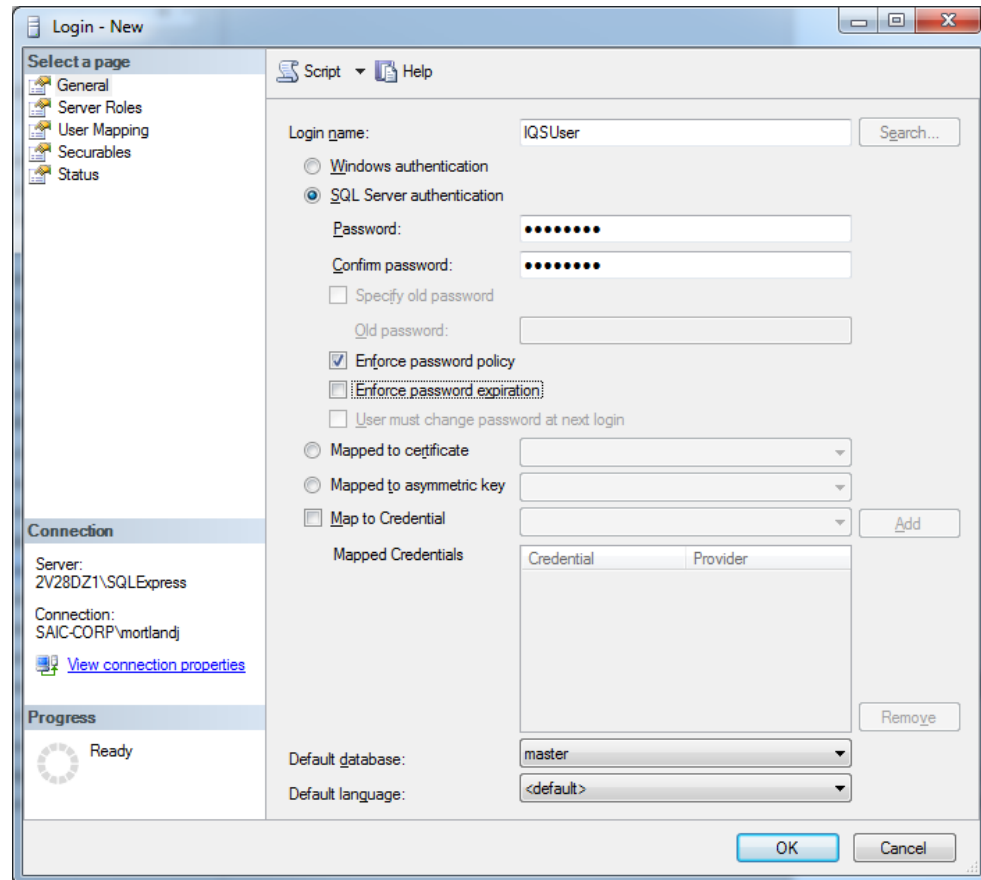 Login - New
Select a page
General
Server Roles
User Mapping
Securables
Status
Script Help
Login name: IQSUser Search...
Windows authentication
SQL Server authentication
Password: ●●●●●●●●
Confirm password: ●●●●●●●●
Specify old password
Old password:
Enforce password policy
Enforce password expiration
User must change password at next login
Mapped to certificate
Mapped to asymmetric key
Map to Credential Add
Mapped Credentials Credential Provider
Remove
Default database: master
Default language: <default>
Connection
Server:
2V28DZ1\SQLExpress
Connection:
SAIC-CORP\mortlandj
View connection properties
Progress
Ready
OK Cancel